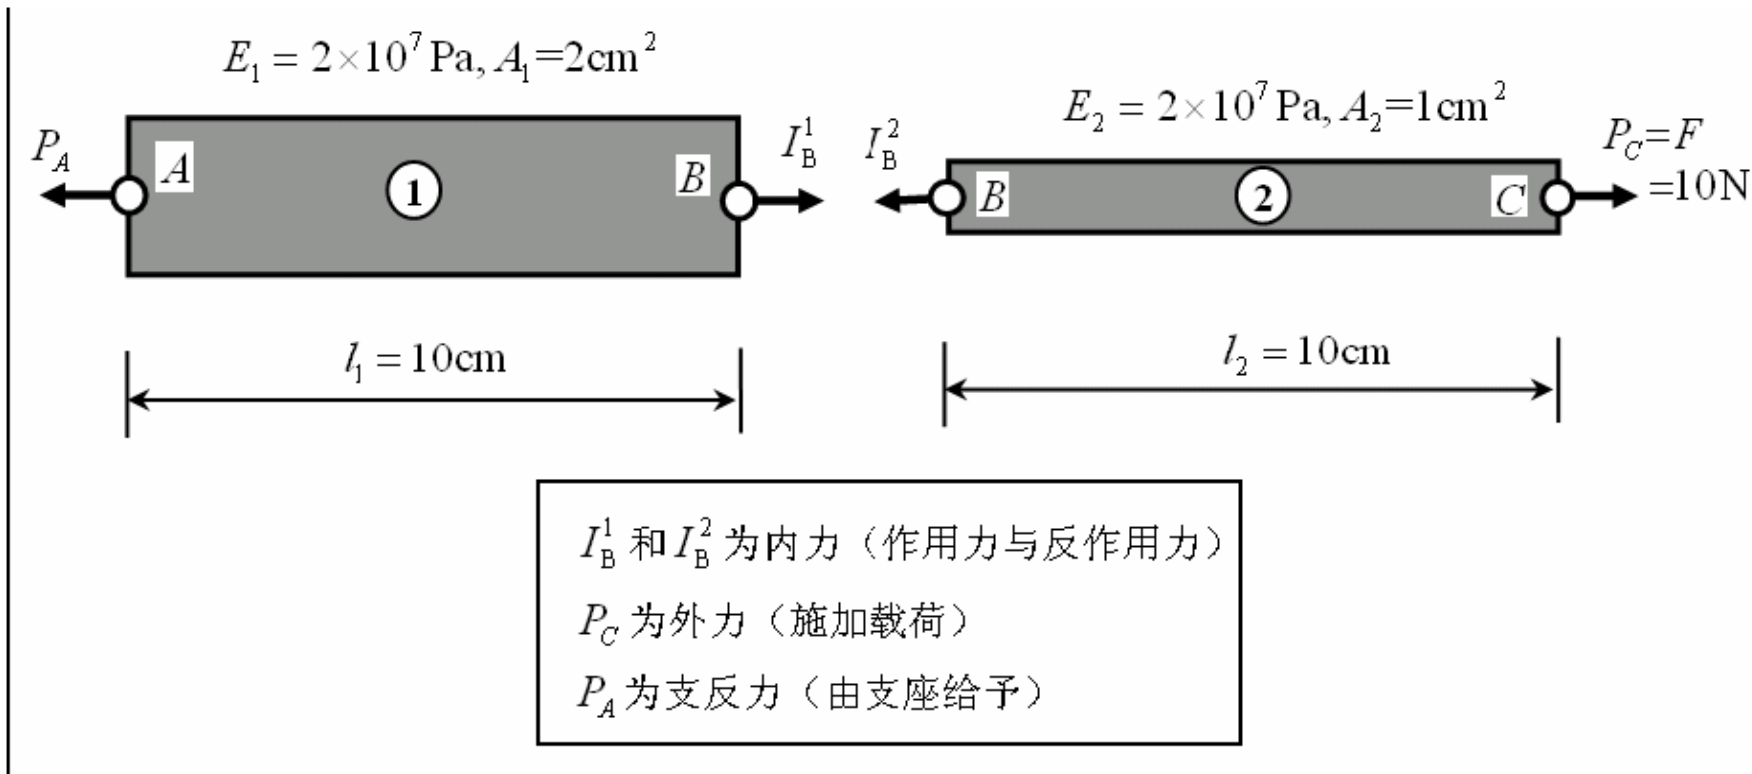 E₁ = 2×10⁷ Pa, A₁=2cm²
E₂ = 2×10⁷ Pa, A₂=1cm²
P_A
A
1
B
I_B^1
I_B^2
B
2
C
P_C=F
=10N
l₁ = 10cm
l₂ = 10cm
I_B^1 和 I_B^2 为内力（作用力与反作用力）
P_C 为外力（施加载荷）
P_A 为支反力（由支座给予）